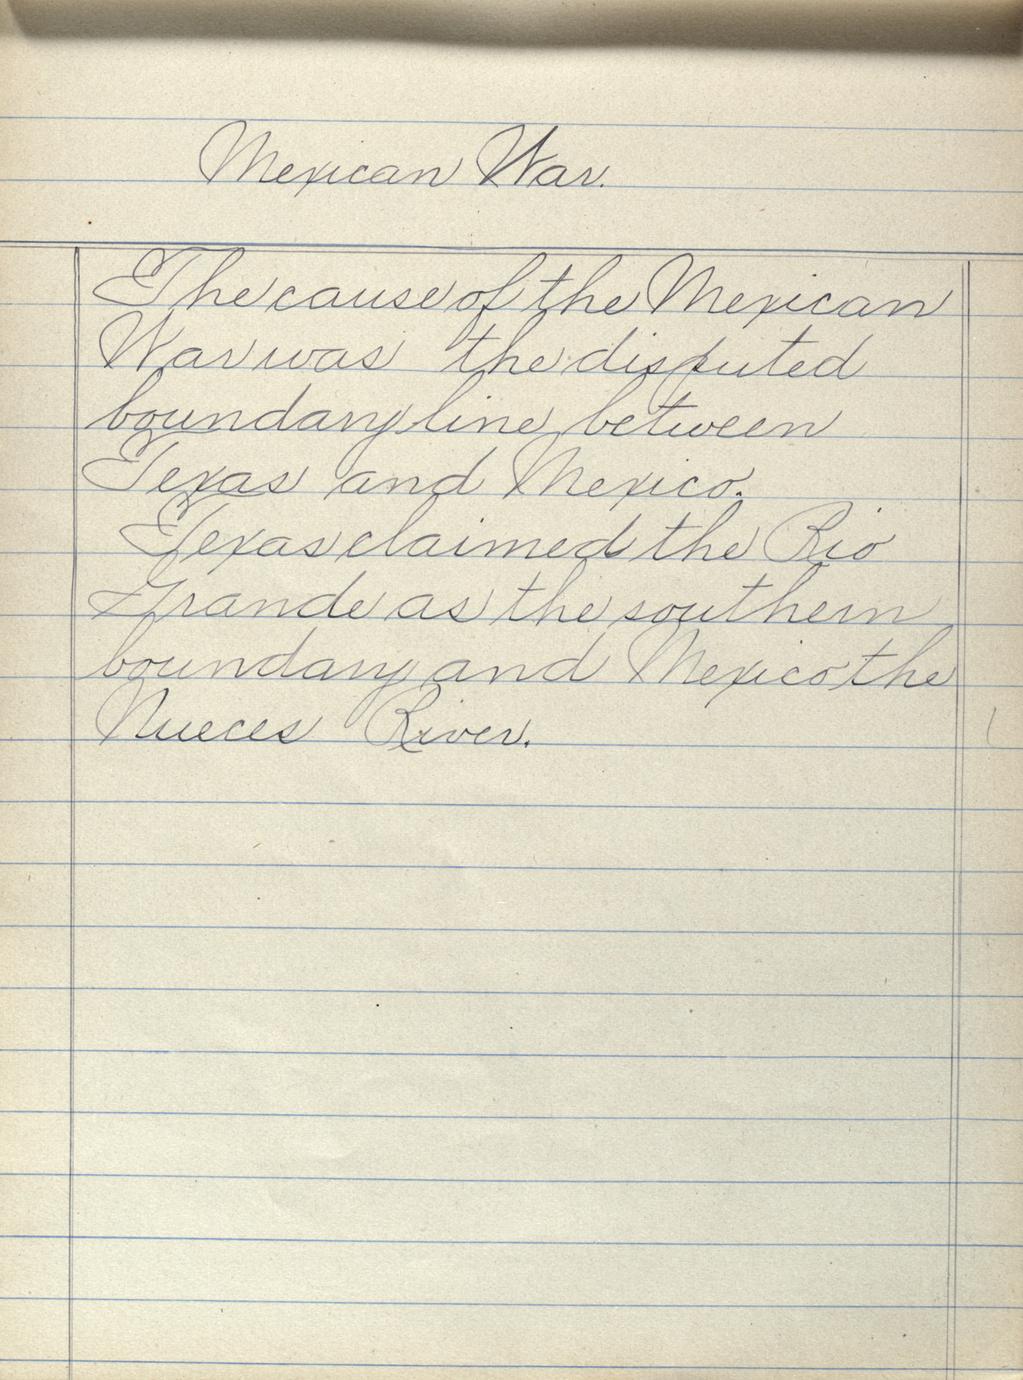 Mexican War.
The cause of the Mexican
War was the disputed
boundary line between
Texas and Mexico.
Texas claimed the Rio
Grande as the southern
boundary and Mexico the
Nueces River.